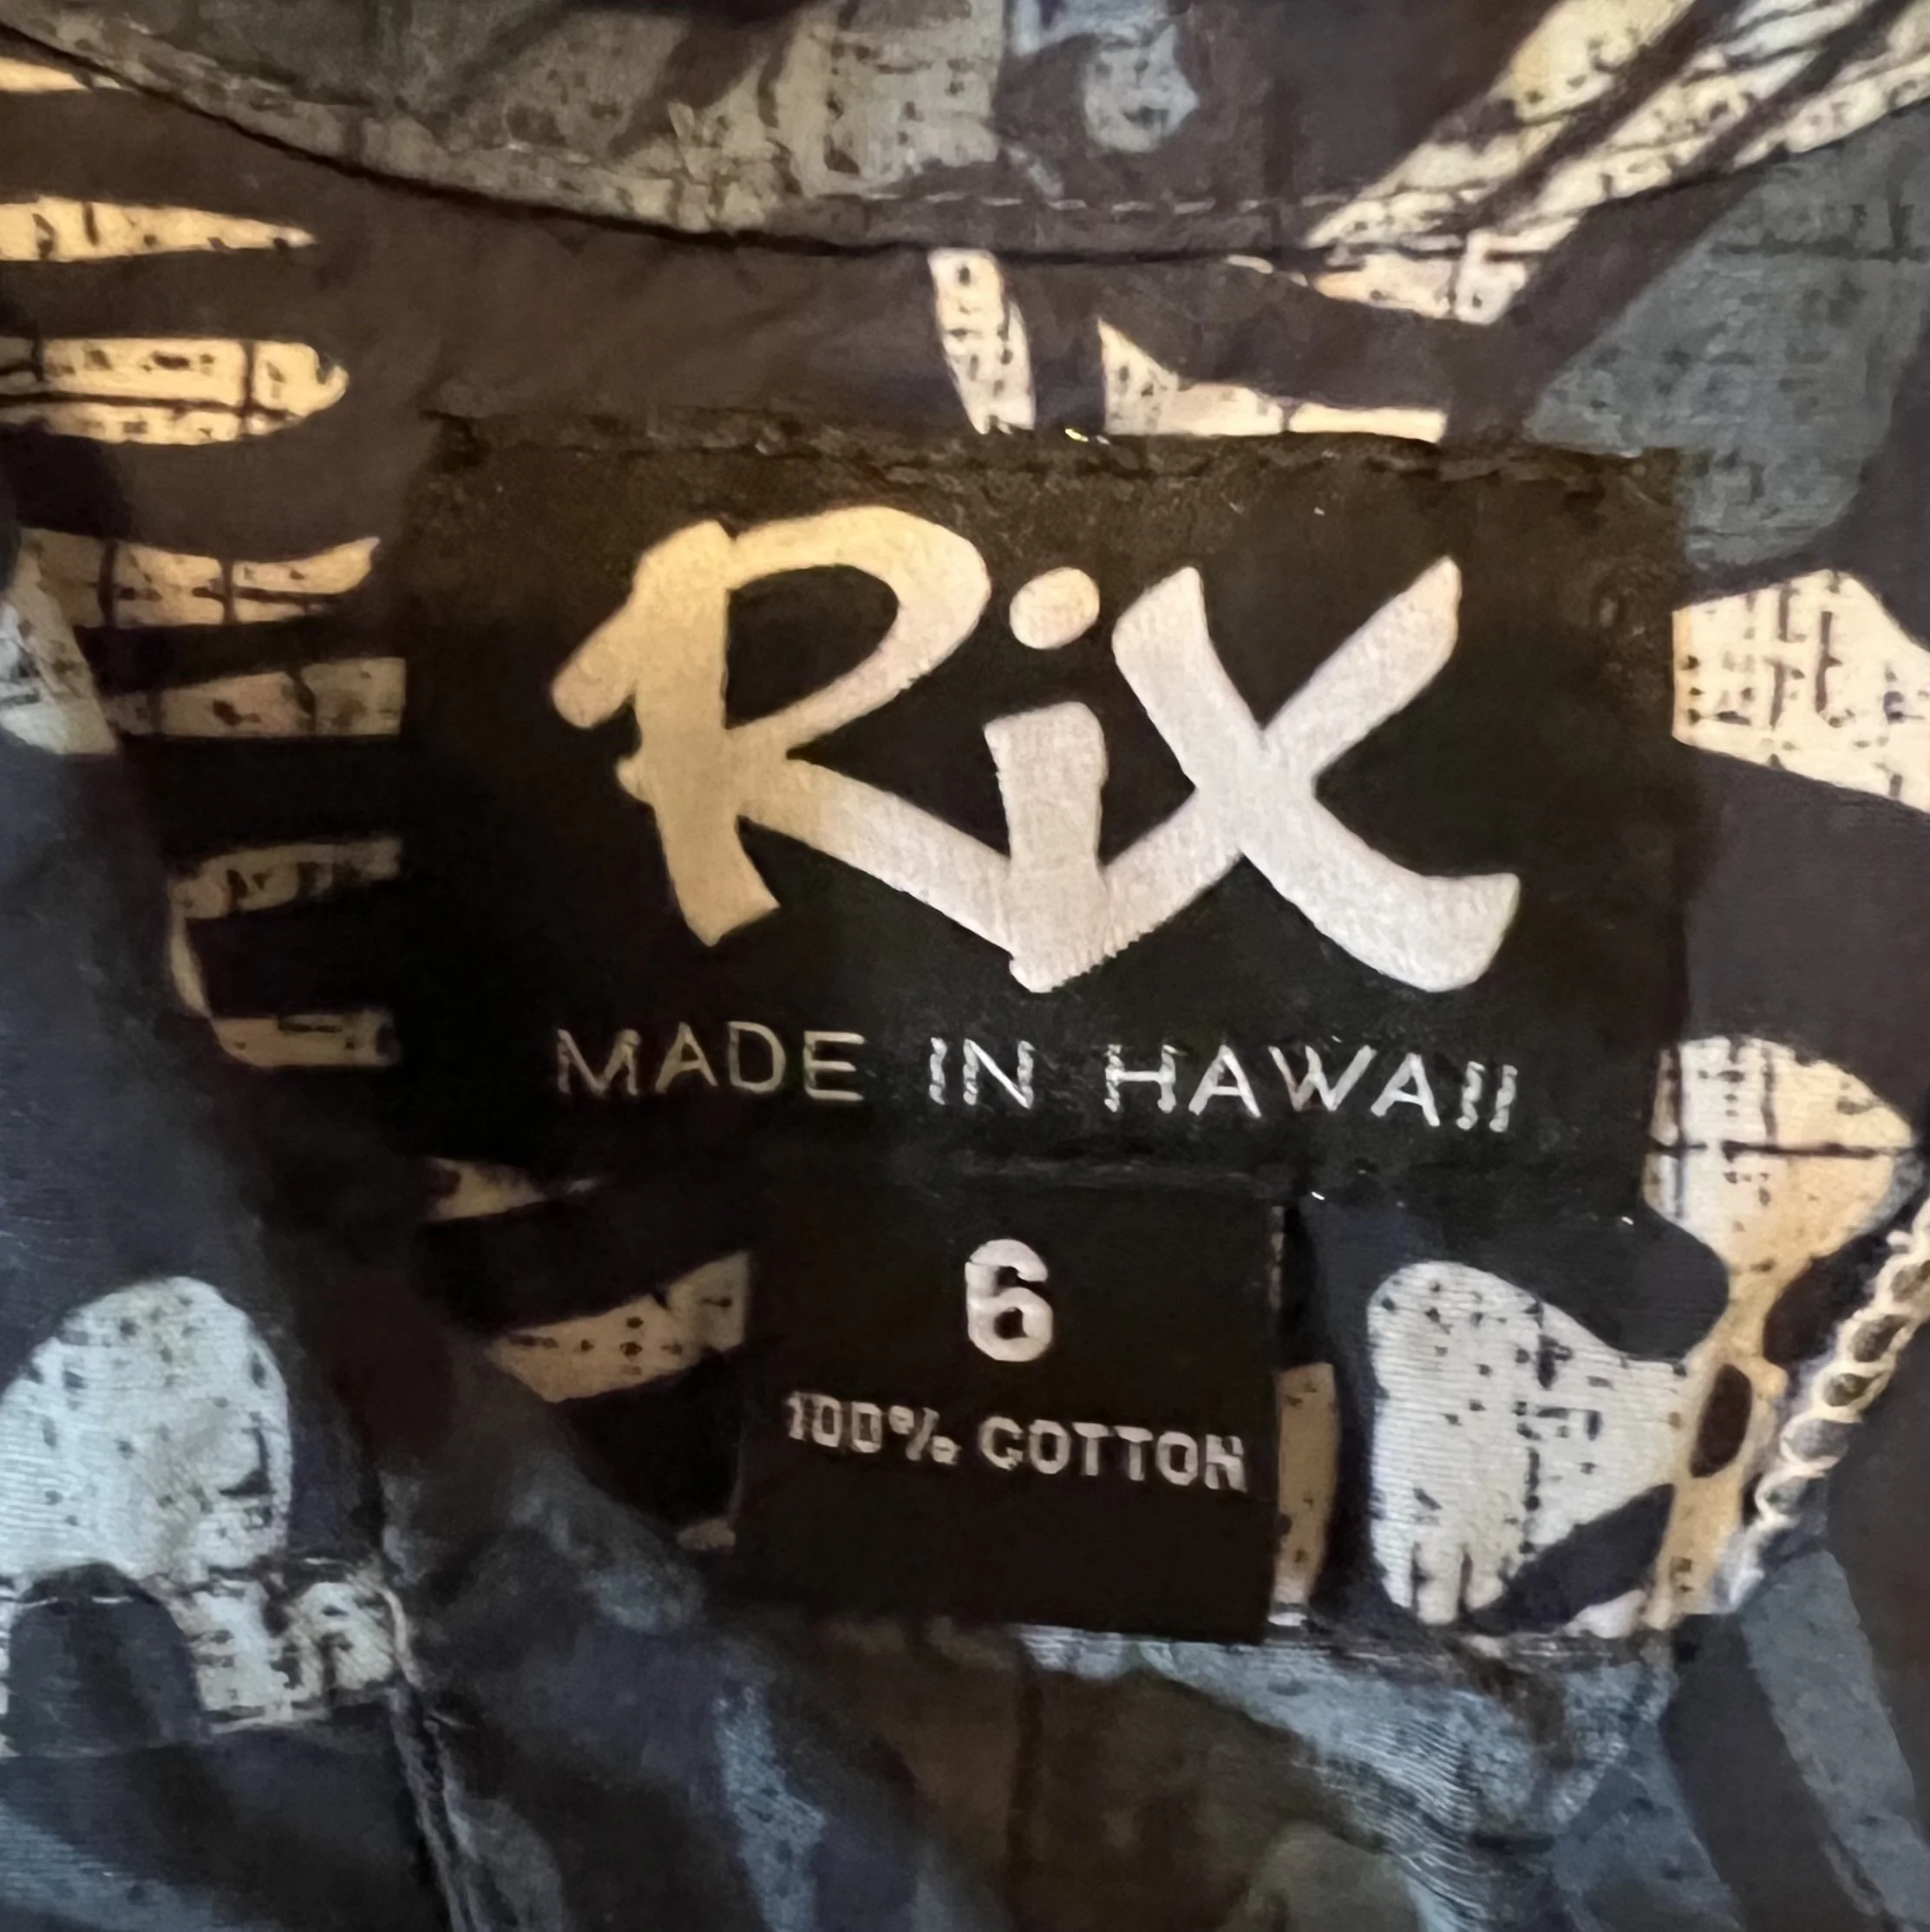 RiX
MADE IN HAWAII
6
100% COTTON